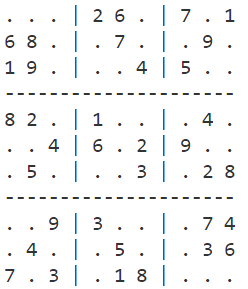 . . . | 2 6 . | 7 . 1
6 8 . | . 7 . | . 9 .
1 9 . | . . 4 | 5 . .
---------------------
8 2 . | 1 . . | . 4 .
. . 4 | 6 . 2 | 9 . .
. 5 . | . . 3 | . 2 8
---------------------
. . 9 | 3 . . | . 7 4
. 4 . | . 5 . | . 3 6
7 . 3 | . 1 8 | . . .